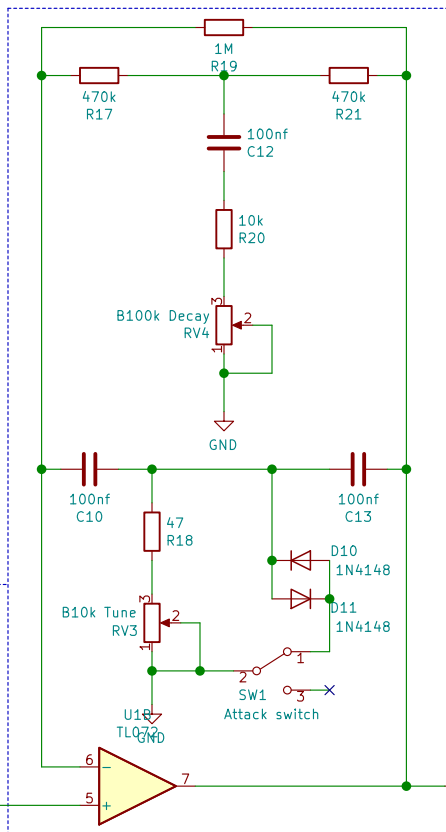 1M
R19
470k
R17
470k
R21
100nf
C12
10k
R20
B100k Decay
RV4
3
2
1
GND
100nf
C10
100nf
C13
47
R18
D10
1N4148
D11
1N4148
B10k Tune
RV3
3
2
1
2
1
3
SW1
Attack switch
U1B
TL072
GND
6
5
7
−
+